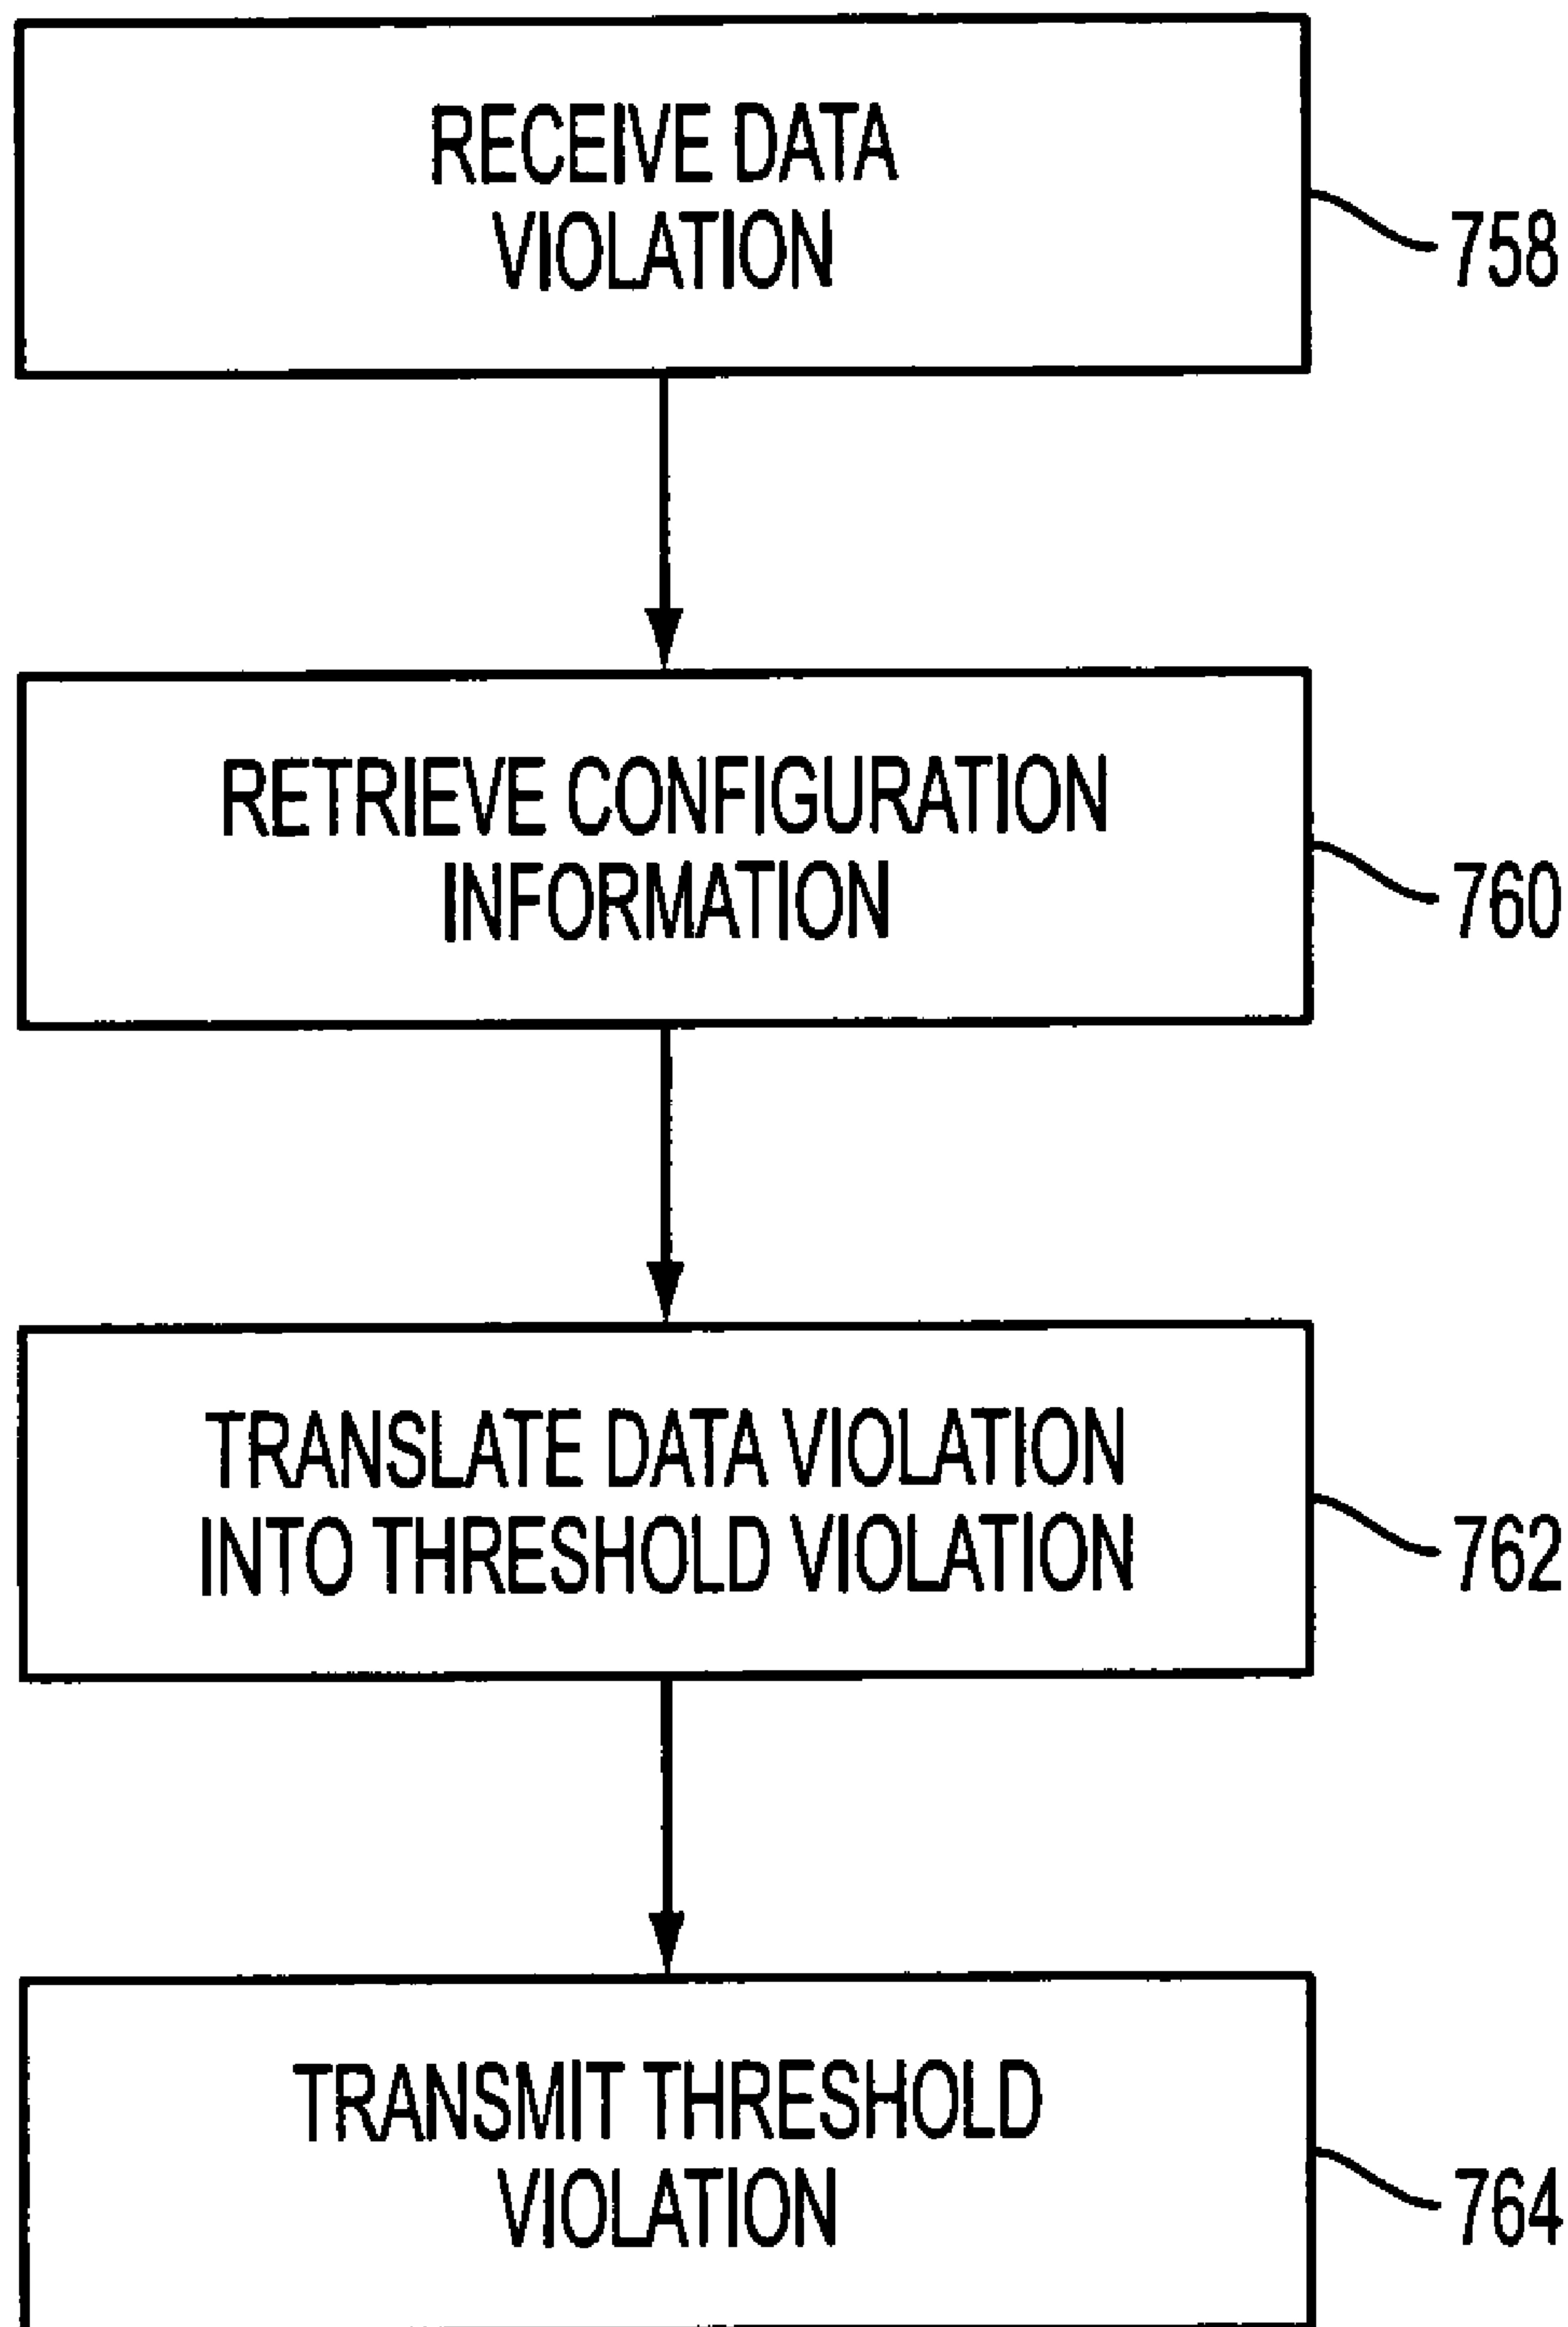 RECEIVE DATA
VIOLATION
758
RETRIEVE CONFIGURATION
INFORMATION
760
TRANSLATE DATA VIOLATION
INTO THRESHOLD VIOLATION
762
TRANSMIT THRESHOLD
VIOLATION
764